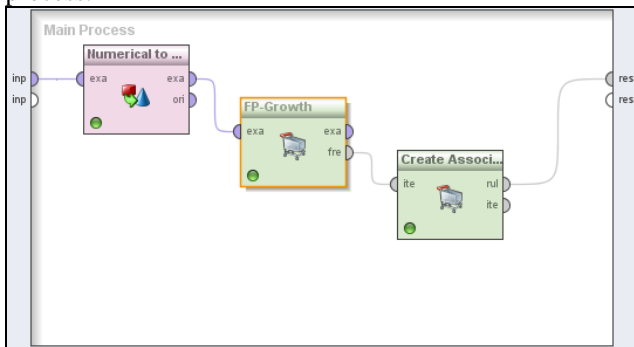 Main Process
Numerical to ...
inp
exa
exa
res
inp
ori
res
FP-Growth
exa
exa
fre
Create Associ...
ite
rul
ite